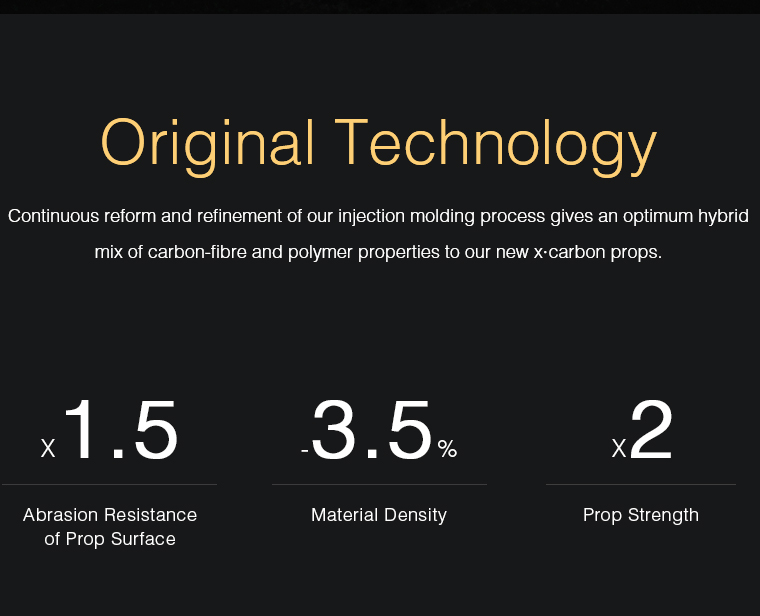 Original Technology
Continuous reform and refinement of our injection molding process gives an optimum hybrid
mix of carbon-fibre and polymer properties to our new x·carbon props.
X1.5
-3.5%
X2
Abrasion Resistance
of Prop Surface
Material Density
Prop Strength